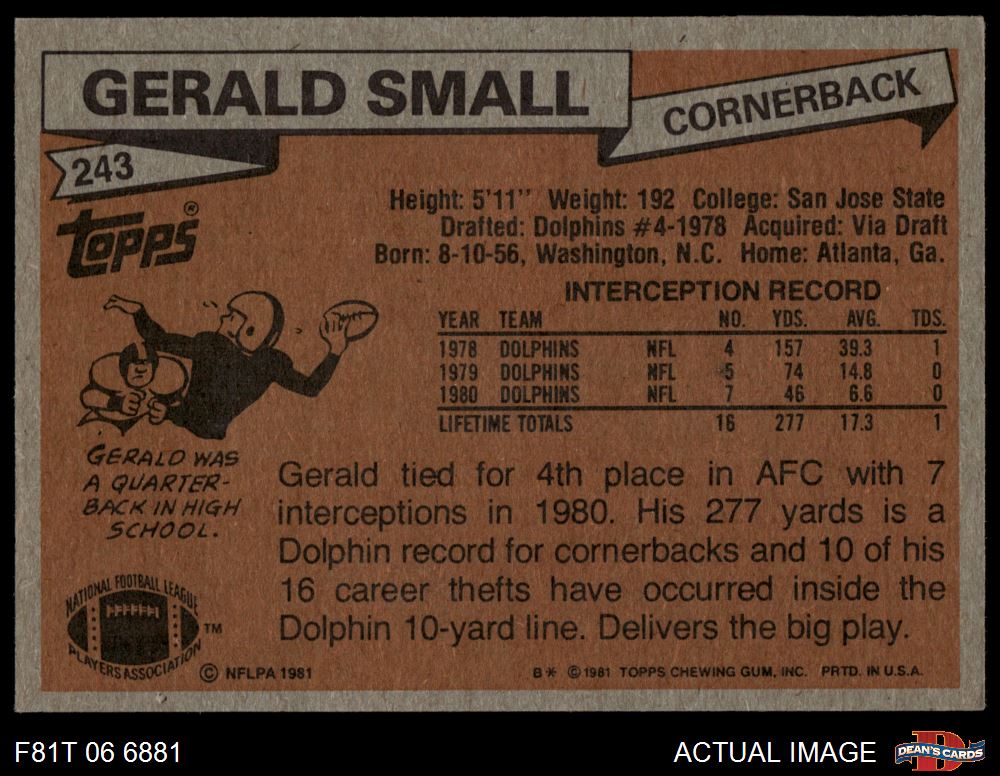 GERALD SMALL
CORNERBACK
243
TOPPS®
Height: 5'11" Weight: 192 College: San Jose State
Drafted: Dolphins #4-1978 Acquired: Via Draft
Born: 8-10-56, Washington, N.C. Home: Atlanta, Ga.
INTERCEPTION RECORD
YEAR TEAM NO. YDS. AVG. TDS.
1978 DOLPHINS NFL 4 157 39.3 1
1979 DOLPHINS NFL 5 74 14.8 0
1980 DOLPHINS NFL 7 46 6.6 0
LIFETIME TOTALS 16 277 17.3 1
GERALD WAS
A QUARTER-
BACK IN HIGH
SCHOOL.
Gerald tied for 4th place in AFC with 7
interceptions in 1980. His 277 yards is a
Dolphin record for cornerbacks and 10 of his
16 career thefts have occurred inside the
Dolphin 10-yard line. Delivers the big play.
NATIONAL FOOTBALL LEAGUE
PLAYERS ASSOCIATION
TM
© NFLPA 1981
B* © 1981 TOPPS CHEWING GUM, INC. PRTD. IN U.S.A.
F81T 06 6881
ACTUAL IMAGE
DEAN'S CARDS